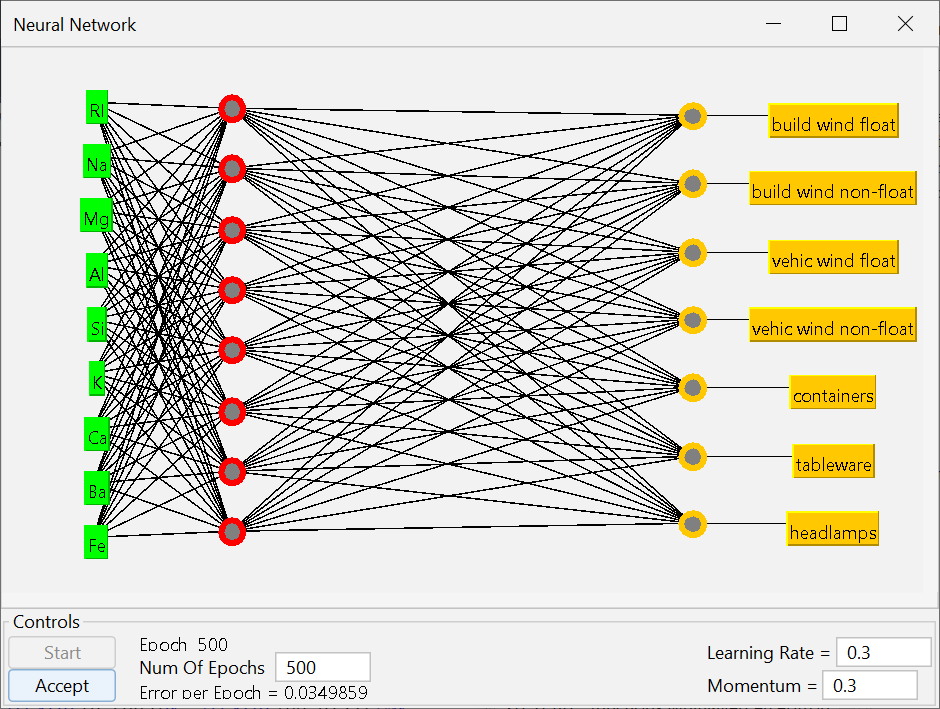 Neural Network
RI
Na
Mg
Al
Si
K
Ca
Ba
Fe
build wind float
build wind non-float
vehic wind float
vehic wind non-float
containers
tableware
headlamps
Controls
Start
Accept
Epoch 500
Num Of Epochs 500
Error per Epoch = 0.0349859
Learning Rate = 0.3
Momentum = 0.3